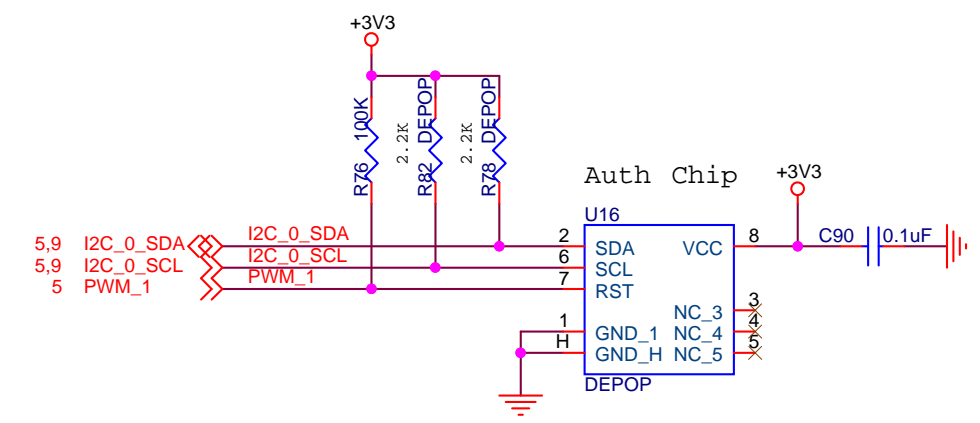 +3V3
R76 100K
2.2K
R82 DEPOP
2.2K
R78 DEPOP
Auth Chip
+3V3
U16
5,9 I2C_0_SDA I2C_0_SDA 2 SDA VCC 8 C90 0.1uF
5,9 I2C_0_SCL I2C_0_SCL 6 SCL
5 PWM_1 PWM_1 7 RST
NC_3 3
1 GND_1 NC_4 4
H GND_H NC_5 5
DEPOP